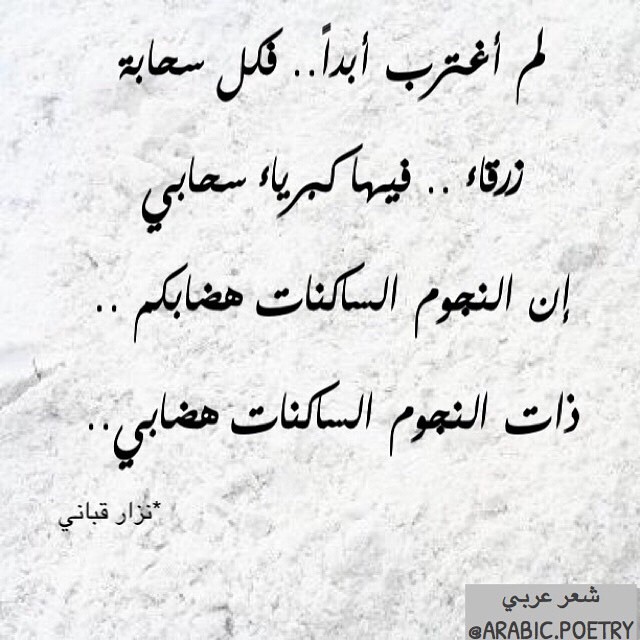 لم أغترب أبداً.. فكل سحابة
زرقاء .. فيها كبرياء سحابي
إن النجوم الساكنات هضابكم ..
ذات النجوم الساكنات هضابي..
*نزار قباني
شعر عربي
@ARABIC.POETRY